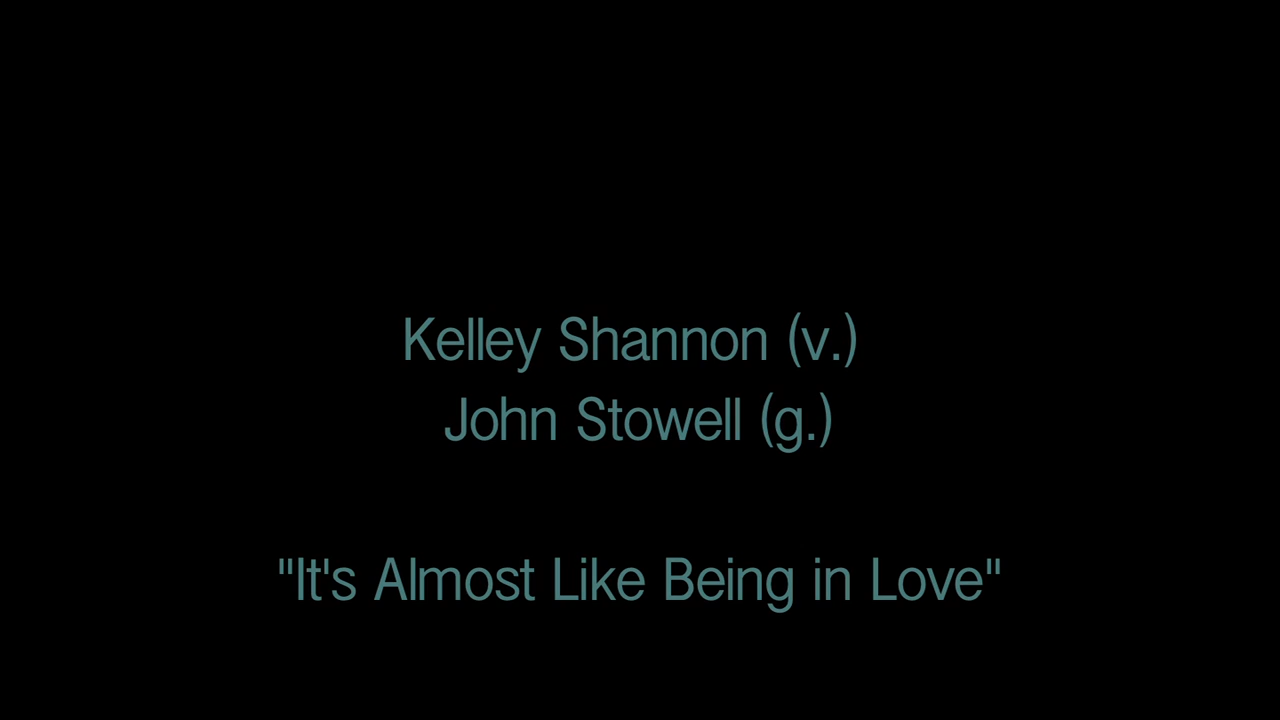 Kelley Shannon (v.)
John Stowell (g.)
"It's Almost Like Being in Love"